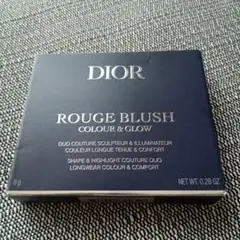 DIOR
ROUGE BLUSH
COLOUR & GLOW
DUO COUTURE SCULPTEUR & ILLUMINATEUR
COULEUR LONGUE TENUE & CONFORT
SHAPE & HIGHLIGHT COUTURE DUO
LONGWEAR COLOUR & COMFORT
8 g NET WT. 0.28 OZ.